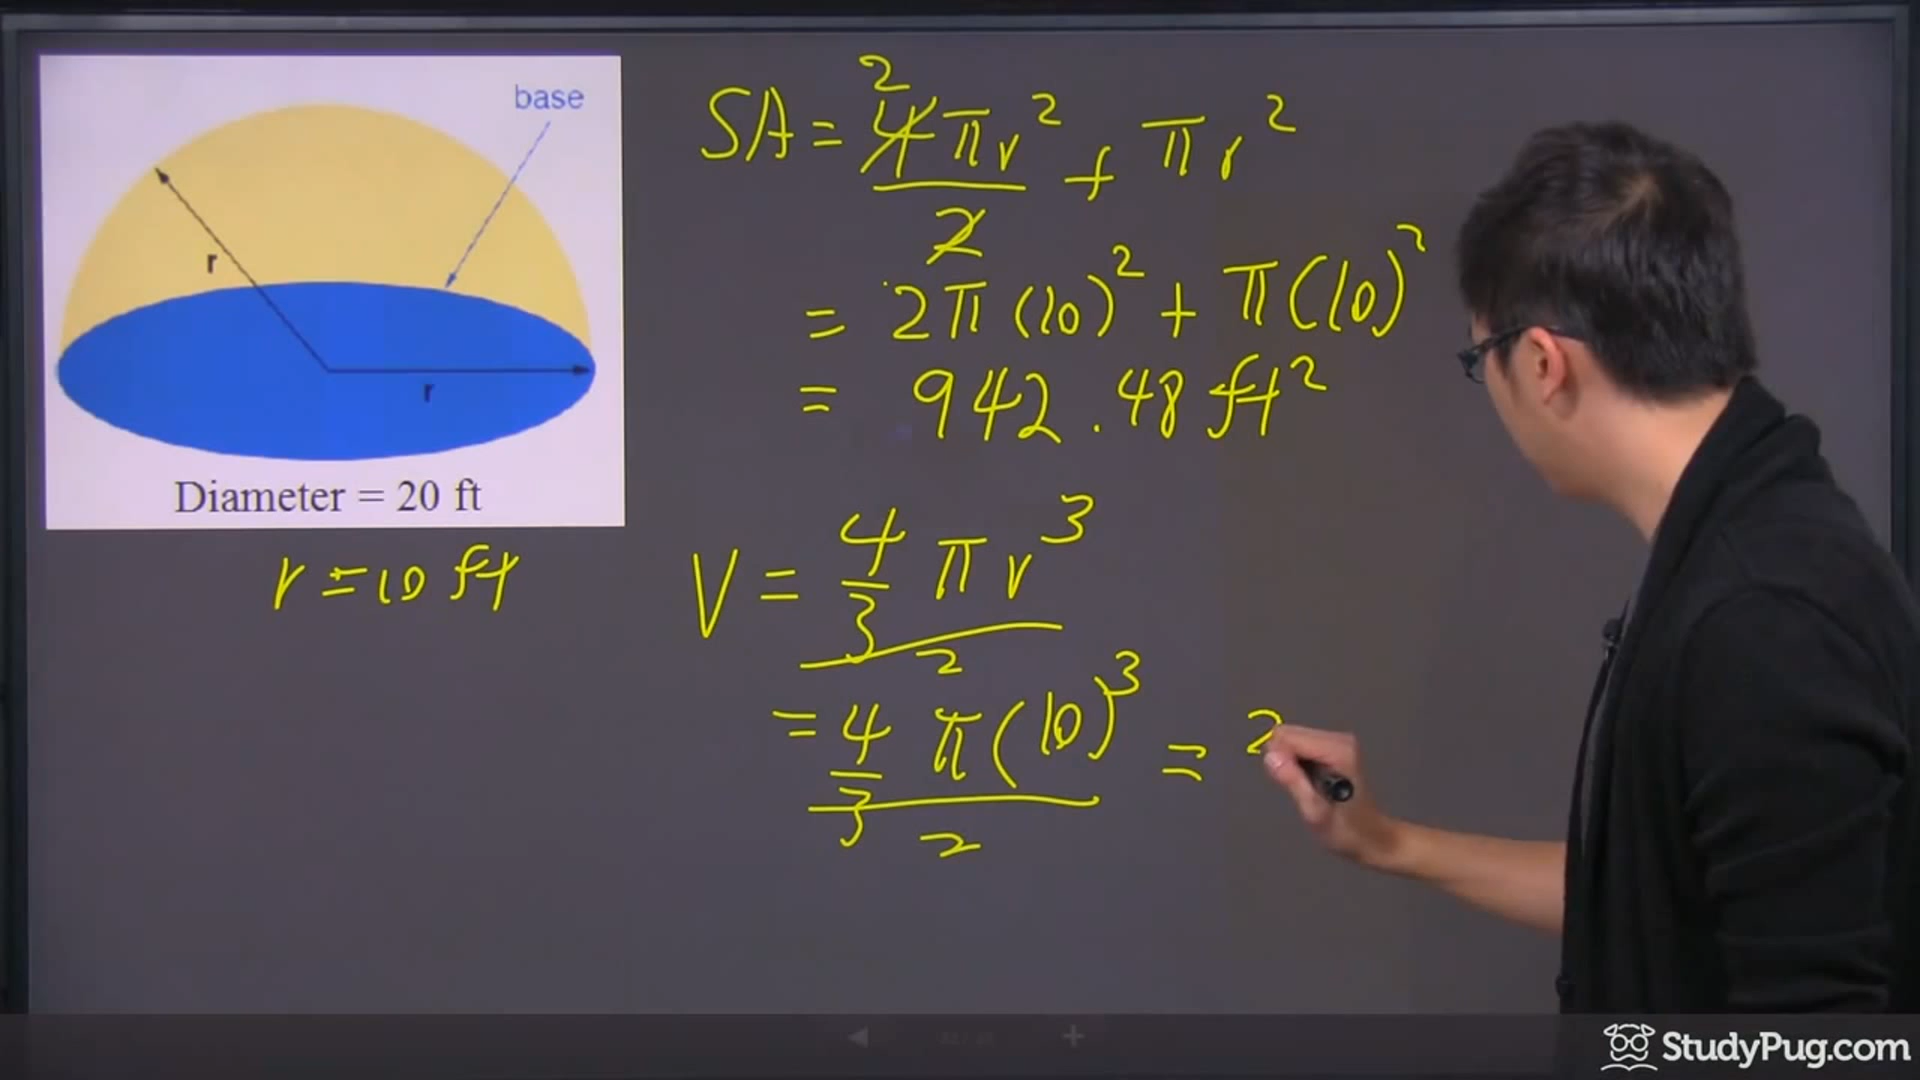 base
r
r
Diameter = 20 ft
r = 10 ft
SA = 2 4πr² / 2 + πr²
= 2π(10)² + π(10)²
= 942.48 ft²
V = 4/3 πr³ / 2
= 4/3 π(10)³ / 2 = 2
StudyPug.com